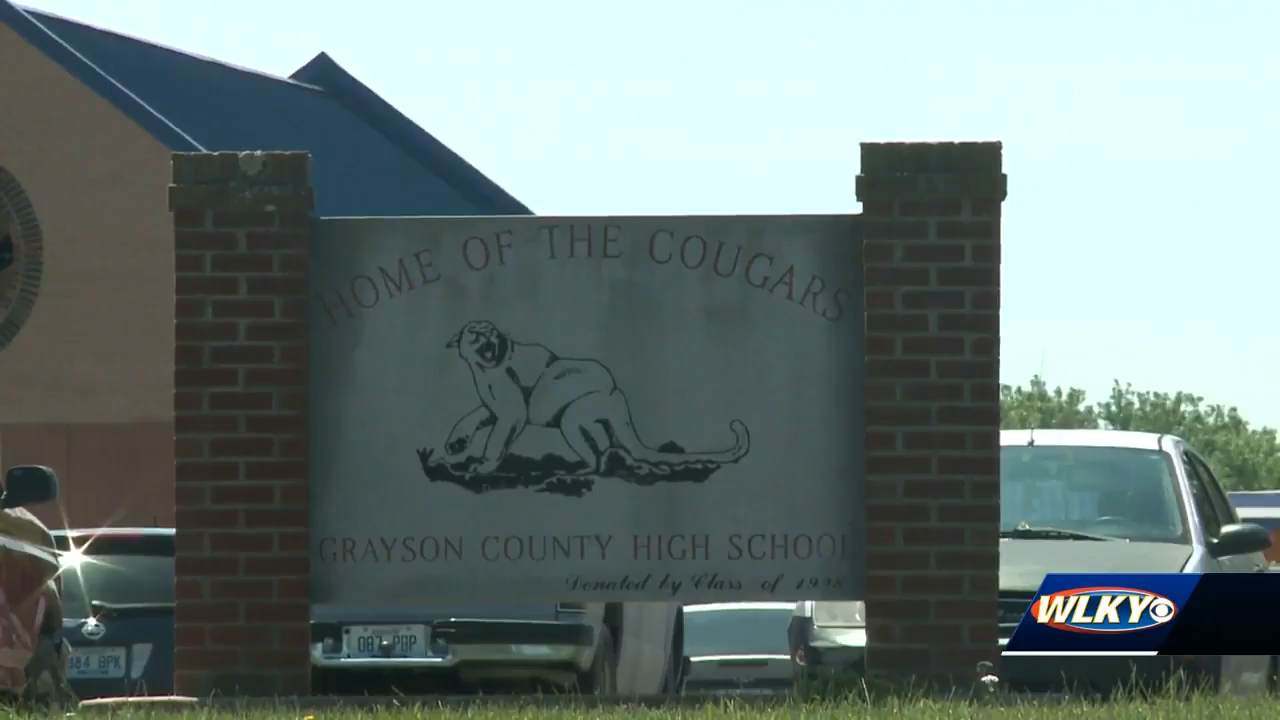 HOME OF THE COUGARS
GRAYSON COUNTY HIGH SCHOOL
Donated by Class of
WLKY